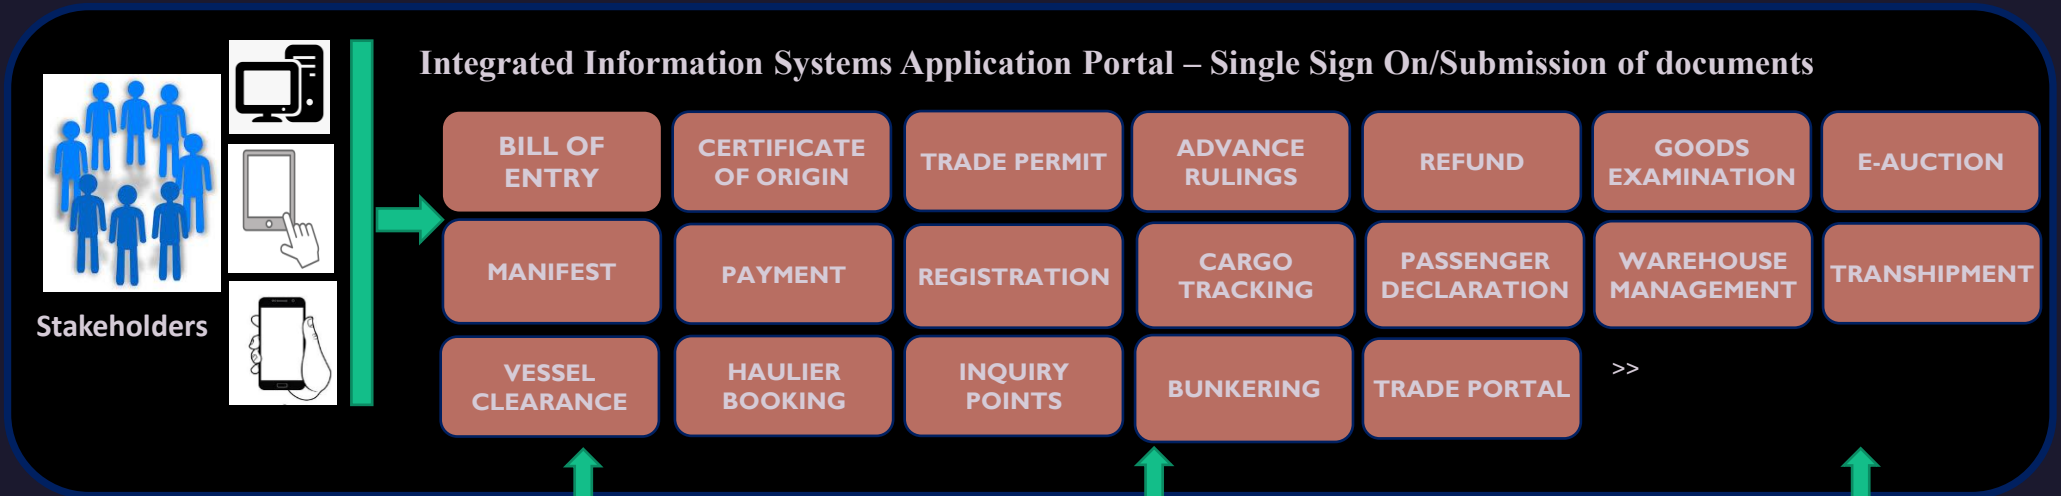 Integrated Information Systems Application Portal – Single Sign On/Submission of documents
Stakeholders
BILL OF
ENTRY
CERTIFICATE
OF ORIGIN
TRADE PERMIT
ADVANCE
RULINGS
REFUND
GOODS
EXAMINATION
E-AUCTION
MANIFEST
PAYMENT
REGISTRATION
CARGO
TRACKING
PASSENGER
DECLARATION
WAREHOUSE
MANAGEMENT
TRANSHIPMENT
VESSEL
CLEARANCE
HAULIER
BOOKING
INQUIRY
POINTS
BUNKERING
TRADE PORTAL
>>